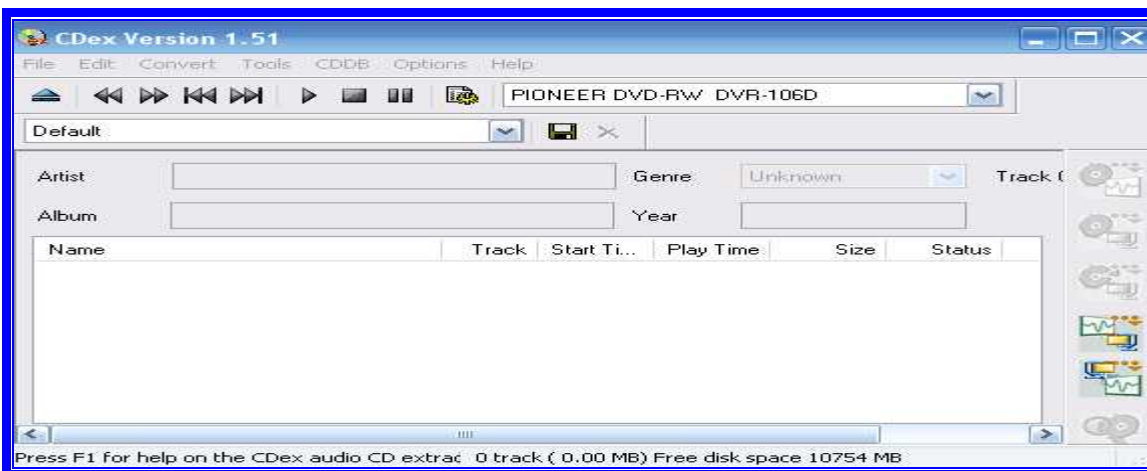 CDex Version 1.51
File Edit Convert Tools CDDB Options Help
PIONEER DVD-RW DVR-106D
Default
Artist Genre Unknown Track
Album Year
Name Track Start Ti... Play Time Size Status
Press F1 for help on the CDex audio CD extrac 0 track ( 0.00 MB) Free disk space 10754 MB